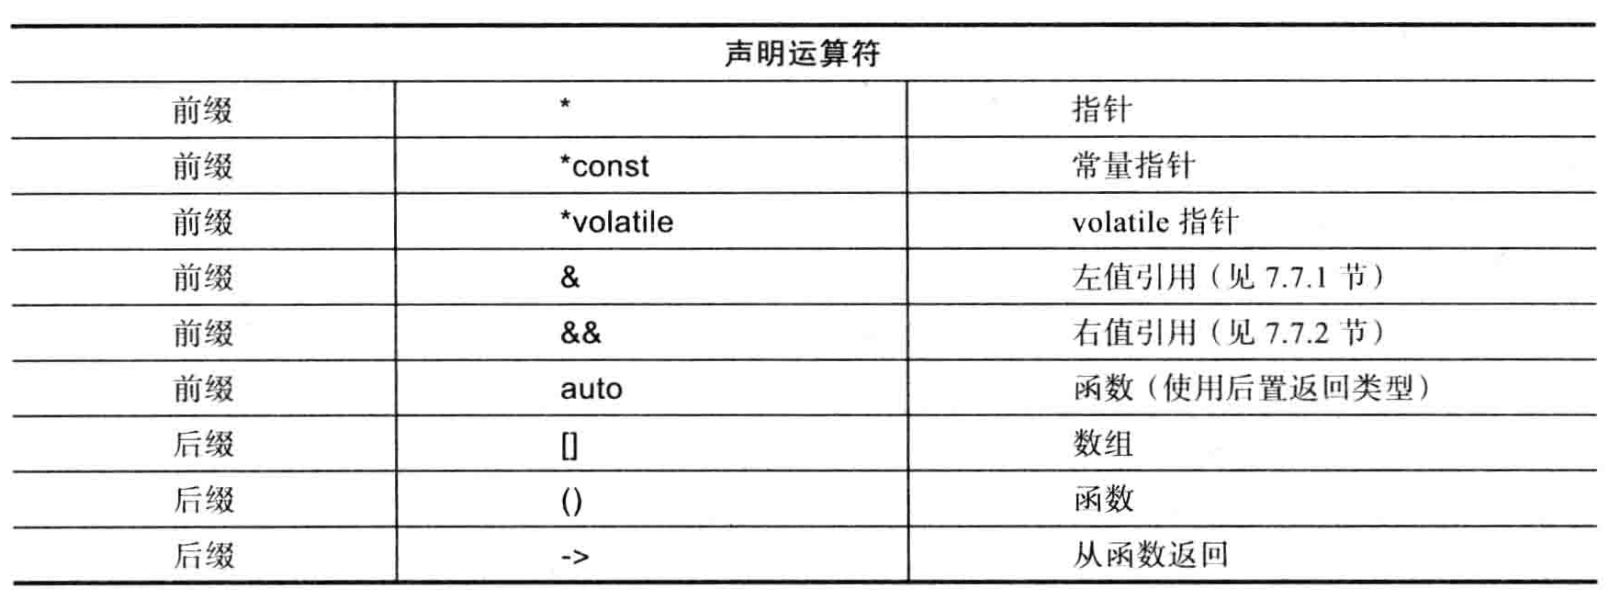 声明运算符
前缀 * 指针
前缀 *const 常量指针
前缀 *volatile volatile 指针
前缀 & 左值引用（见 7.7.1 节）
前缀 && 右值引用（见 7.7.2 节）
前缀 auto 函数（使用后置返回类型）
后缀 [] 数组
后缀 () 函数
后缀 -> 从函数返回